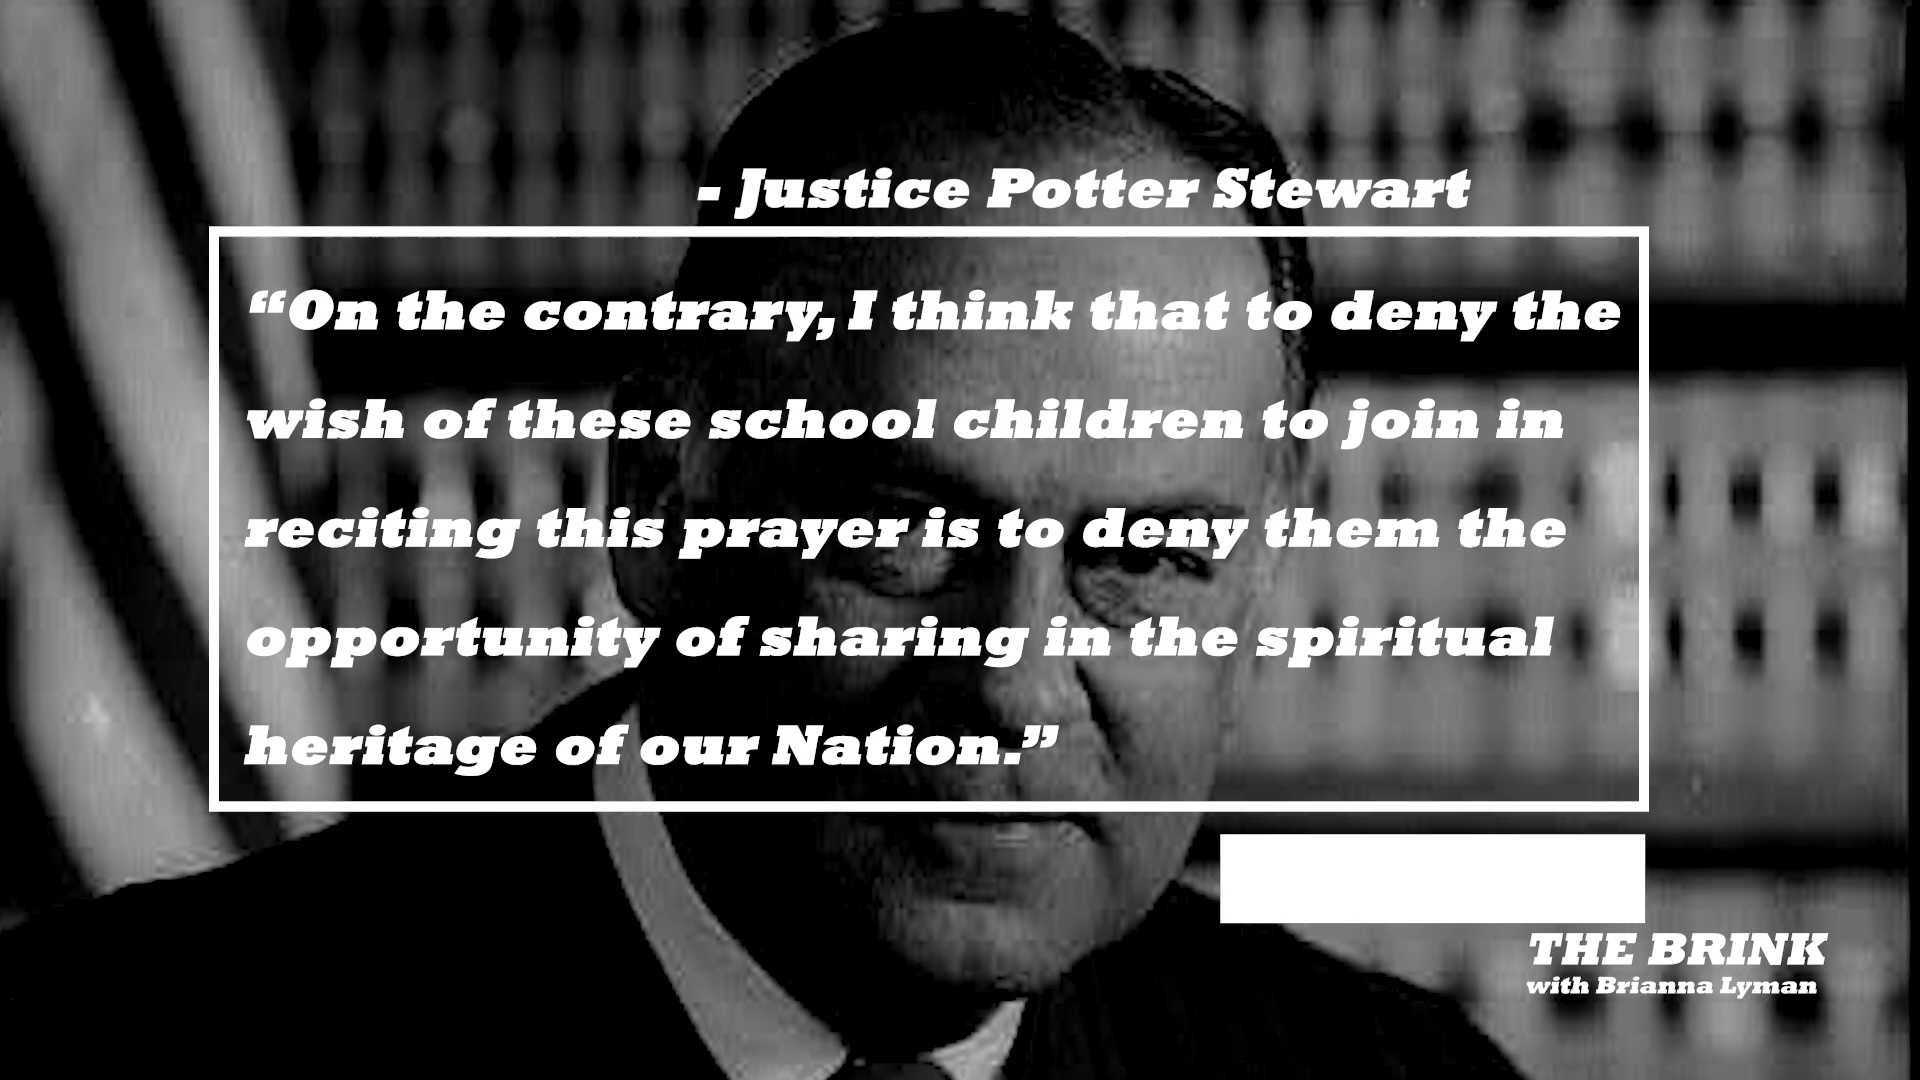 - Justice Potter Stewart
“On the contrary, I think that to deny the
wish of these school children to join in
reciting this prayer is to deny them the
opportunity of sharing in the spiritual
heritage of our Nation.”
THE BRINK
with Brianna Lyman